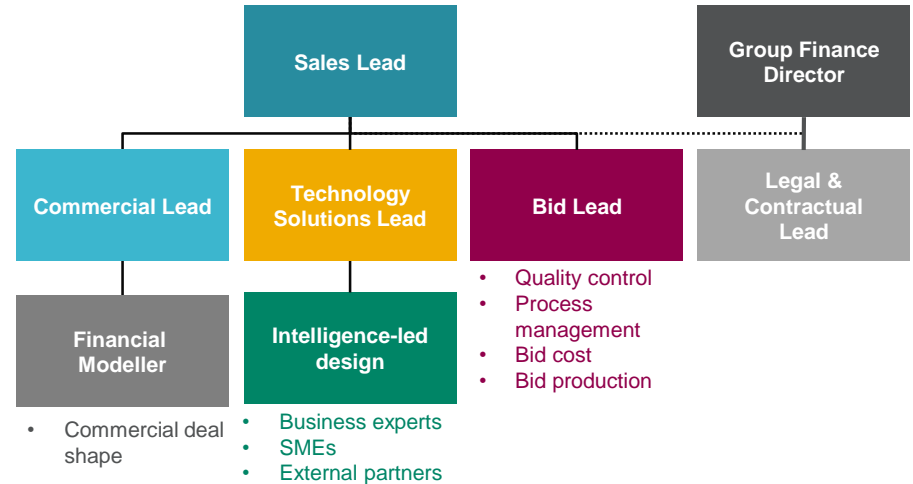 Sales Lead
Group Finance
Director
Commercial Lead
Technology
Solutions Lead
Bid Lead
Legal &
Contractual
Lead
Financial
Modeller
• Commercial deal
shape
Intelligence-led
design
• Business experts
• SMEs
• External partners
• Quality control
• Process
management
• Bid cost
• Bid production